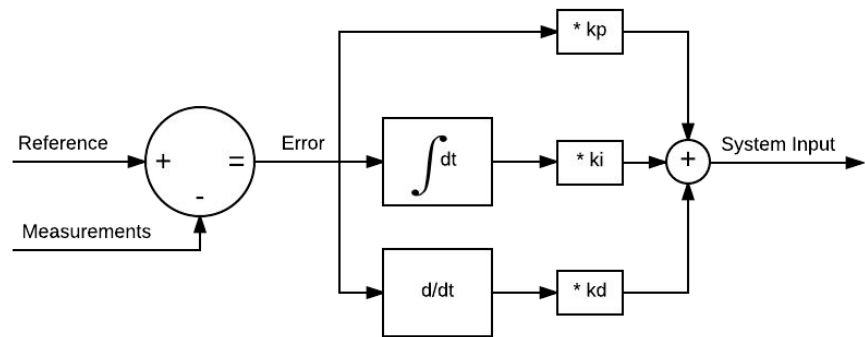 * kp
Reference
Error
+
=
-
Measurements
∫ dt
* ki
+
System Input
d/dt
* kd